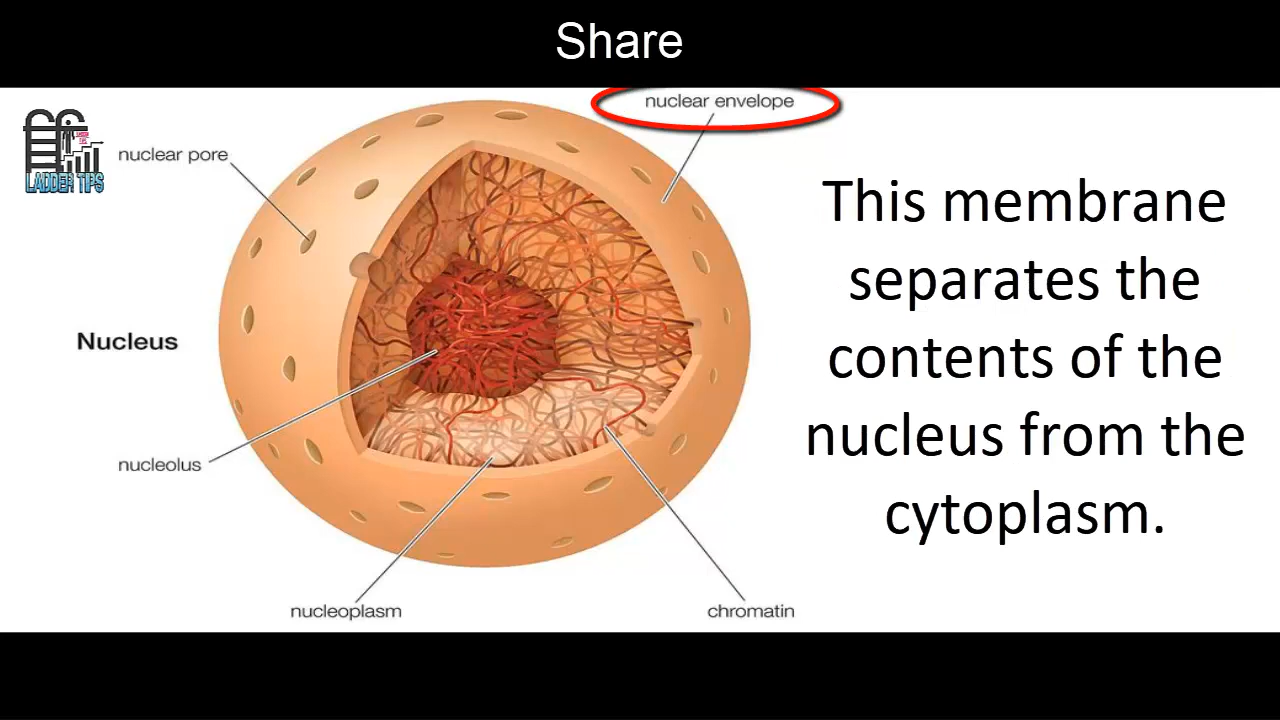 Share
nuclear envelope
nuclear pore
LADDER TIPS
This membrane
separates the
contents of the
nucleus from the
cytoplasm.
Nucleus
nucleolus
nucleoplasm
chromatin